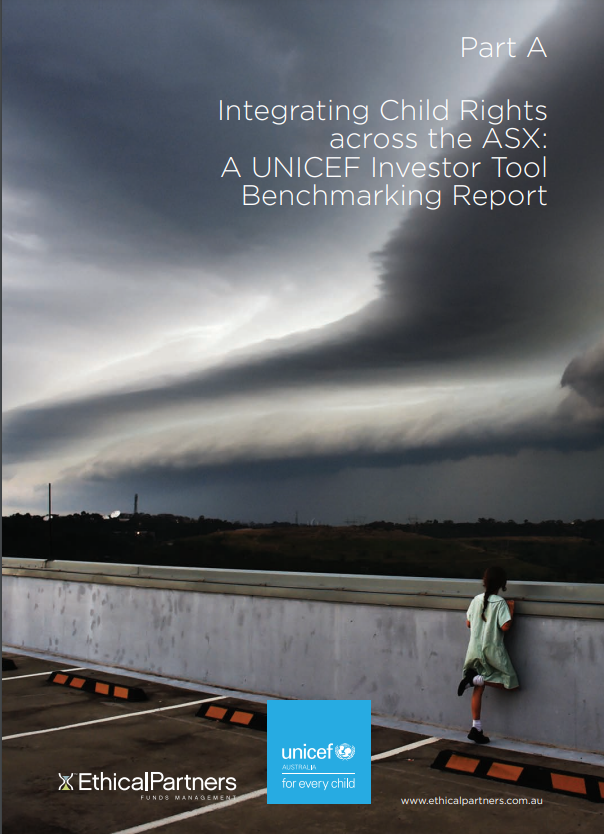 Part A
Integrating Child Rights
across the ASX:
A UNICEF Investor Tool
Benchmarking Report
unicef
AUSTRALIA
for every child
EthicalPartners
FUNDS MANAGEMENT
www.ethicalpartners.com.au